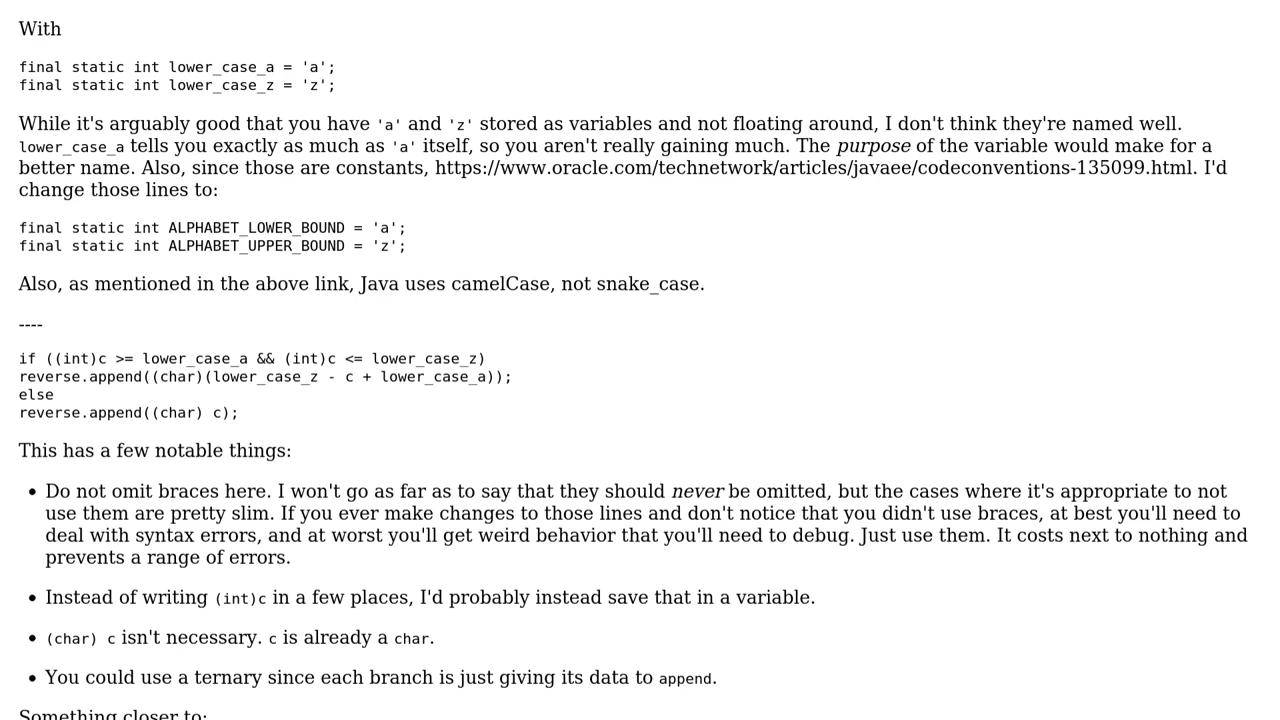 With
final static int lower_case_a = 'a';
final static int lower_case_z = 'z';
While it's arguably good that you have 'a' and 'z' stored as variables and not floating around, I don't think they're named well.
lower_case_a tells you exactly as much as 'a' itself, so you aren't really gaining much. The purpose of the variable would make for a
better name. Also, since those are constants, https://www.oracle.com/technetwork/articles/javaee/codeconventions-135099.html. I'd
change those lines to:
final static int ALPHABET_LOWER_BOUND = 'a';
final static int ALPHABET_UPPER_BOUND = 'z';
Also, as mentioned in the above link, Java uses camelCase, not snake_case.
----
if ((int)c >= lower_case_a && (int)c <= lower_case_z)
reverse.append((char)(lower_case_z - c + lower_case_a));
else
reverse.append((char) c);
This has a few notable things:
• Do not omit braces here. I won't go as far as to say that they should never be omitted, but the cases where it's appropriate to not
use them are pretty slim. If you ever make changes to those lines and don't notice that you didn't use braces, at best you'll need to
deal with syntax errors, and at worst you'll get weird behavior that you'll need to debug. Just use them. It costs next to nothing and
prevents a range of errors.
• Instead of writing (int)c in a few places, I'd probably instead save that in a variable.
• (char) c isn't necessary. c is already a char.
• You could use a ternary since each branch is just giving its data to append.
Something closer to: